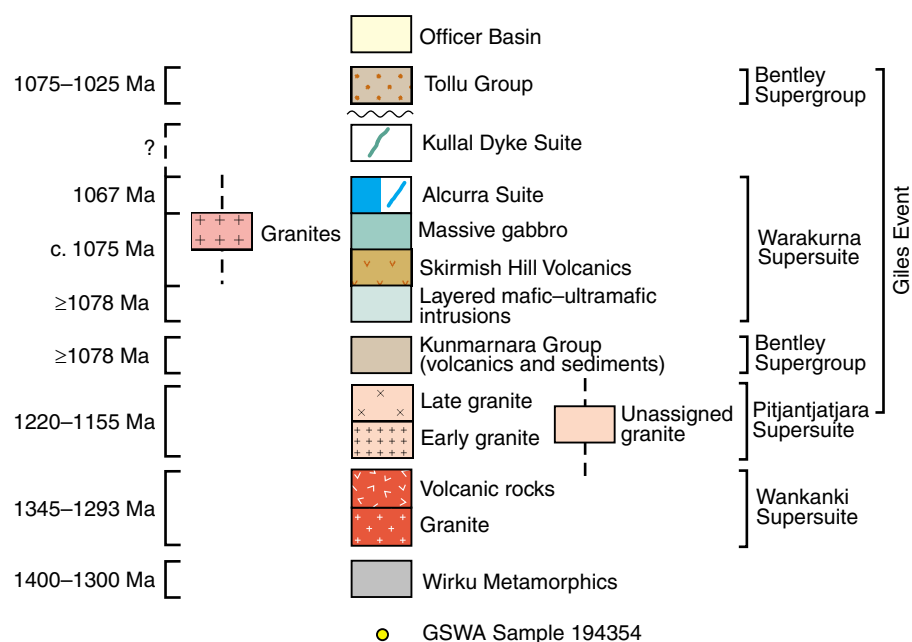 Officer Basin
1075–1025 Ma
Tollu Group
Bentley
Supergroup
?
Kullal Dyke Suite
1067 Ma
Alcurra Suite
Granites
c. 1075 Ma
Massive gabbro
Skirmish Hill Volcanics
Warakurna
Supersuite
Giles Event
≥1078 Ma
Layered mafic–ultramafic
intrusions
≥1078 Ma
Kunmarnara Group
(volcanics and sediments)
Bentley
Supergroup
1220–1155 Ma
Late granite
Early granite
Unassigned
granite
Pitjantjatjara
Supersuite
1345–1293 Ma
Volcanic rocks
Granite
Wankanki
Supersuite
1400–1300 Ma
Wirku Metamorphics
GSWA Sample 194354